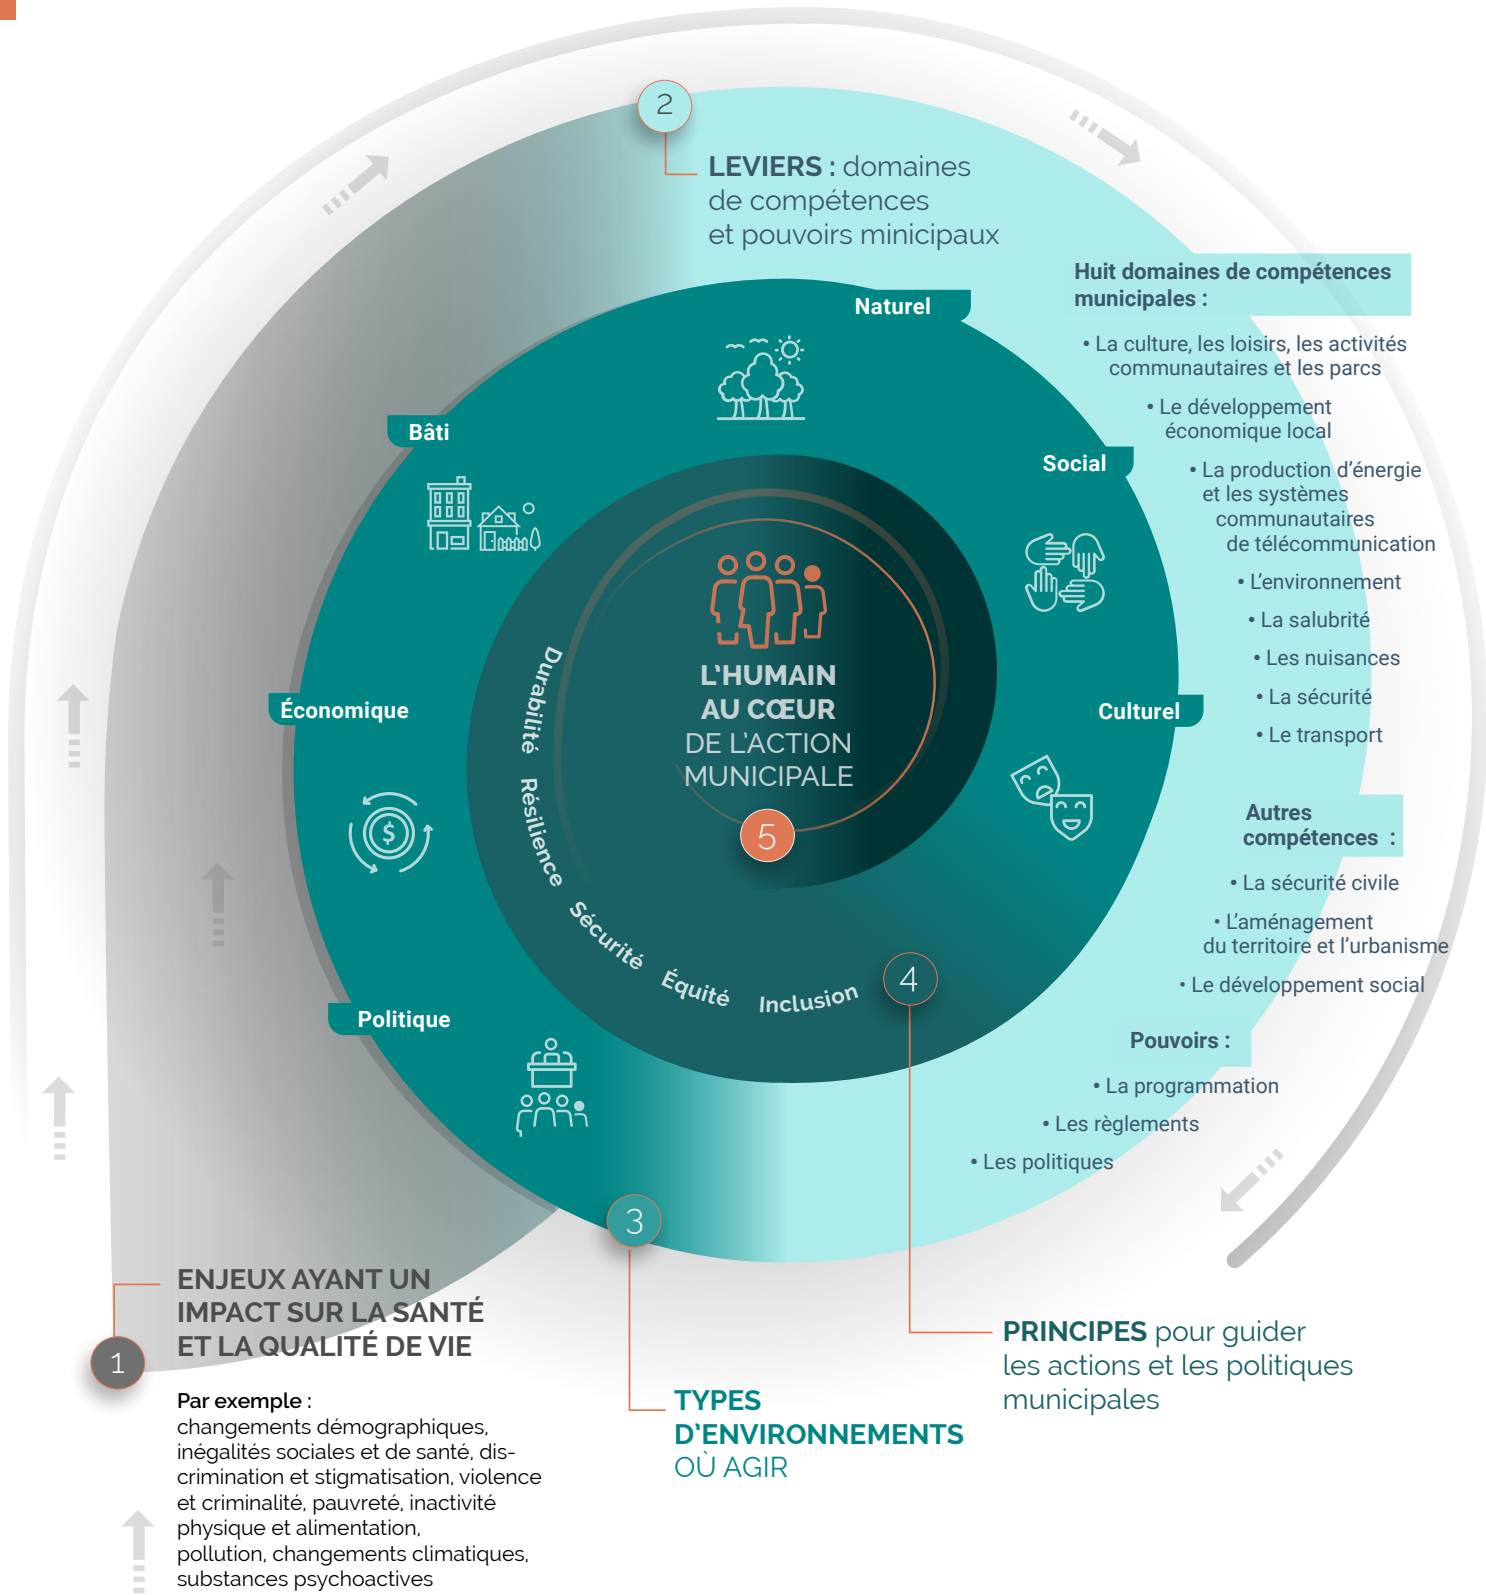 2
LEVIERS : domaines
de compétences
et pouvoirs minicipaux
Huit domaines de compétences
municipales :
• La culture, les loisirs, les activités
communautaires et les parcs
• Le développement
économique local
• La production d'énergie
et les systèmes
communautaires
de télécommunication
• L'environnement
• La salubrité
• Les nuisances
• La sécurité
• Le transport
Autres
compétences :
• La sécurité civile
• L'aménagement
du territoire et l'urbanisme
• Le développement social
Pouvoirs :
• La programmation
• Les règlements
• Les politiques
Naturel
Bâti
Social
Économique
Culturel
Politique
$
L'HUMAIN
AU CŒUR
DE L'ACTION
MUNICIPALE
5
Durabilité
Résilience
Sécurité
Équité
Inclusion
4
PRINCIPES pour guider
les actions et les politiques
municipales
3
TYPES
D'ENVIRONNEMENTS
OÙ AGIR
1
ENJEUX AYANT UN
IMPACT SUR LA SANTÉ
ET LA QUALITÉ DE VIE
Par exemple :
changements démographiques,
inégalités sociales et de santé, dis-
crimination et stigmatisation, violence
et criminalité, pauvreté, inactivité
physique et alimentation,
pollution, changements climatiques,
substances psychoactives